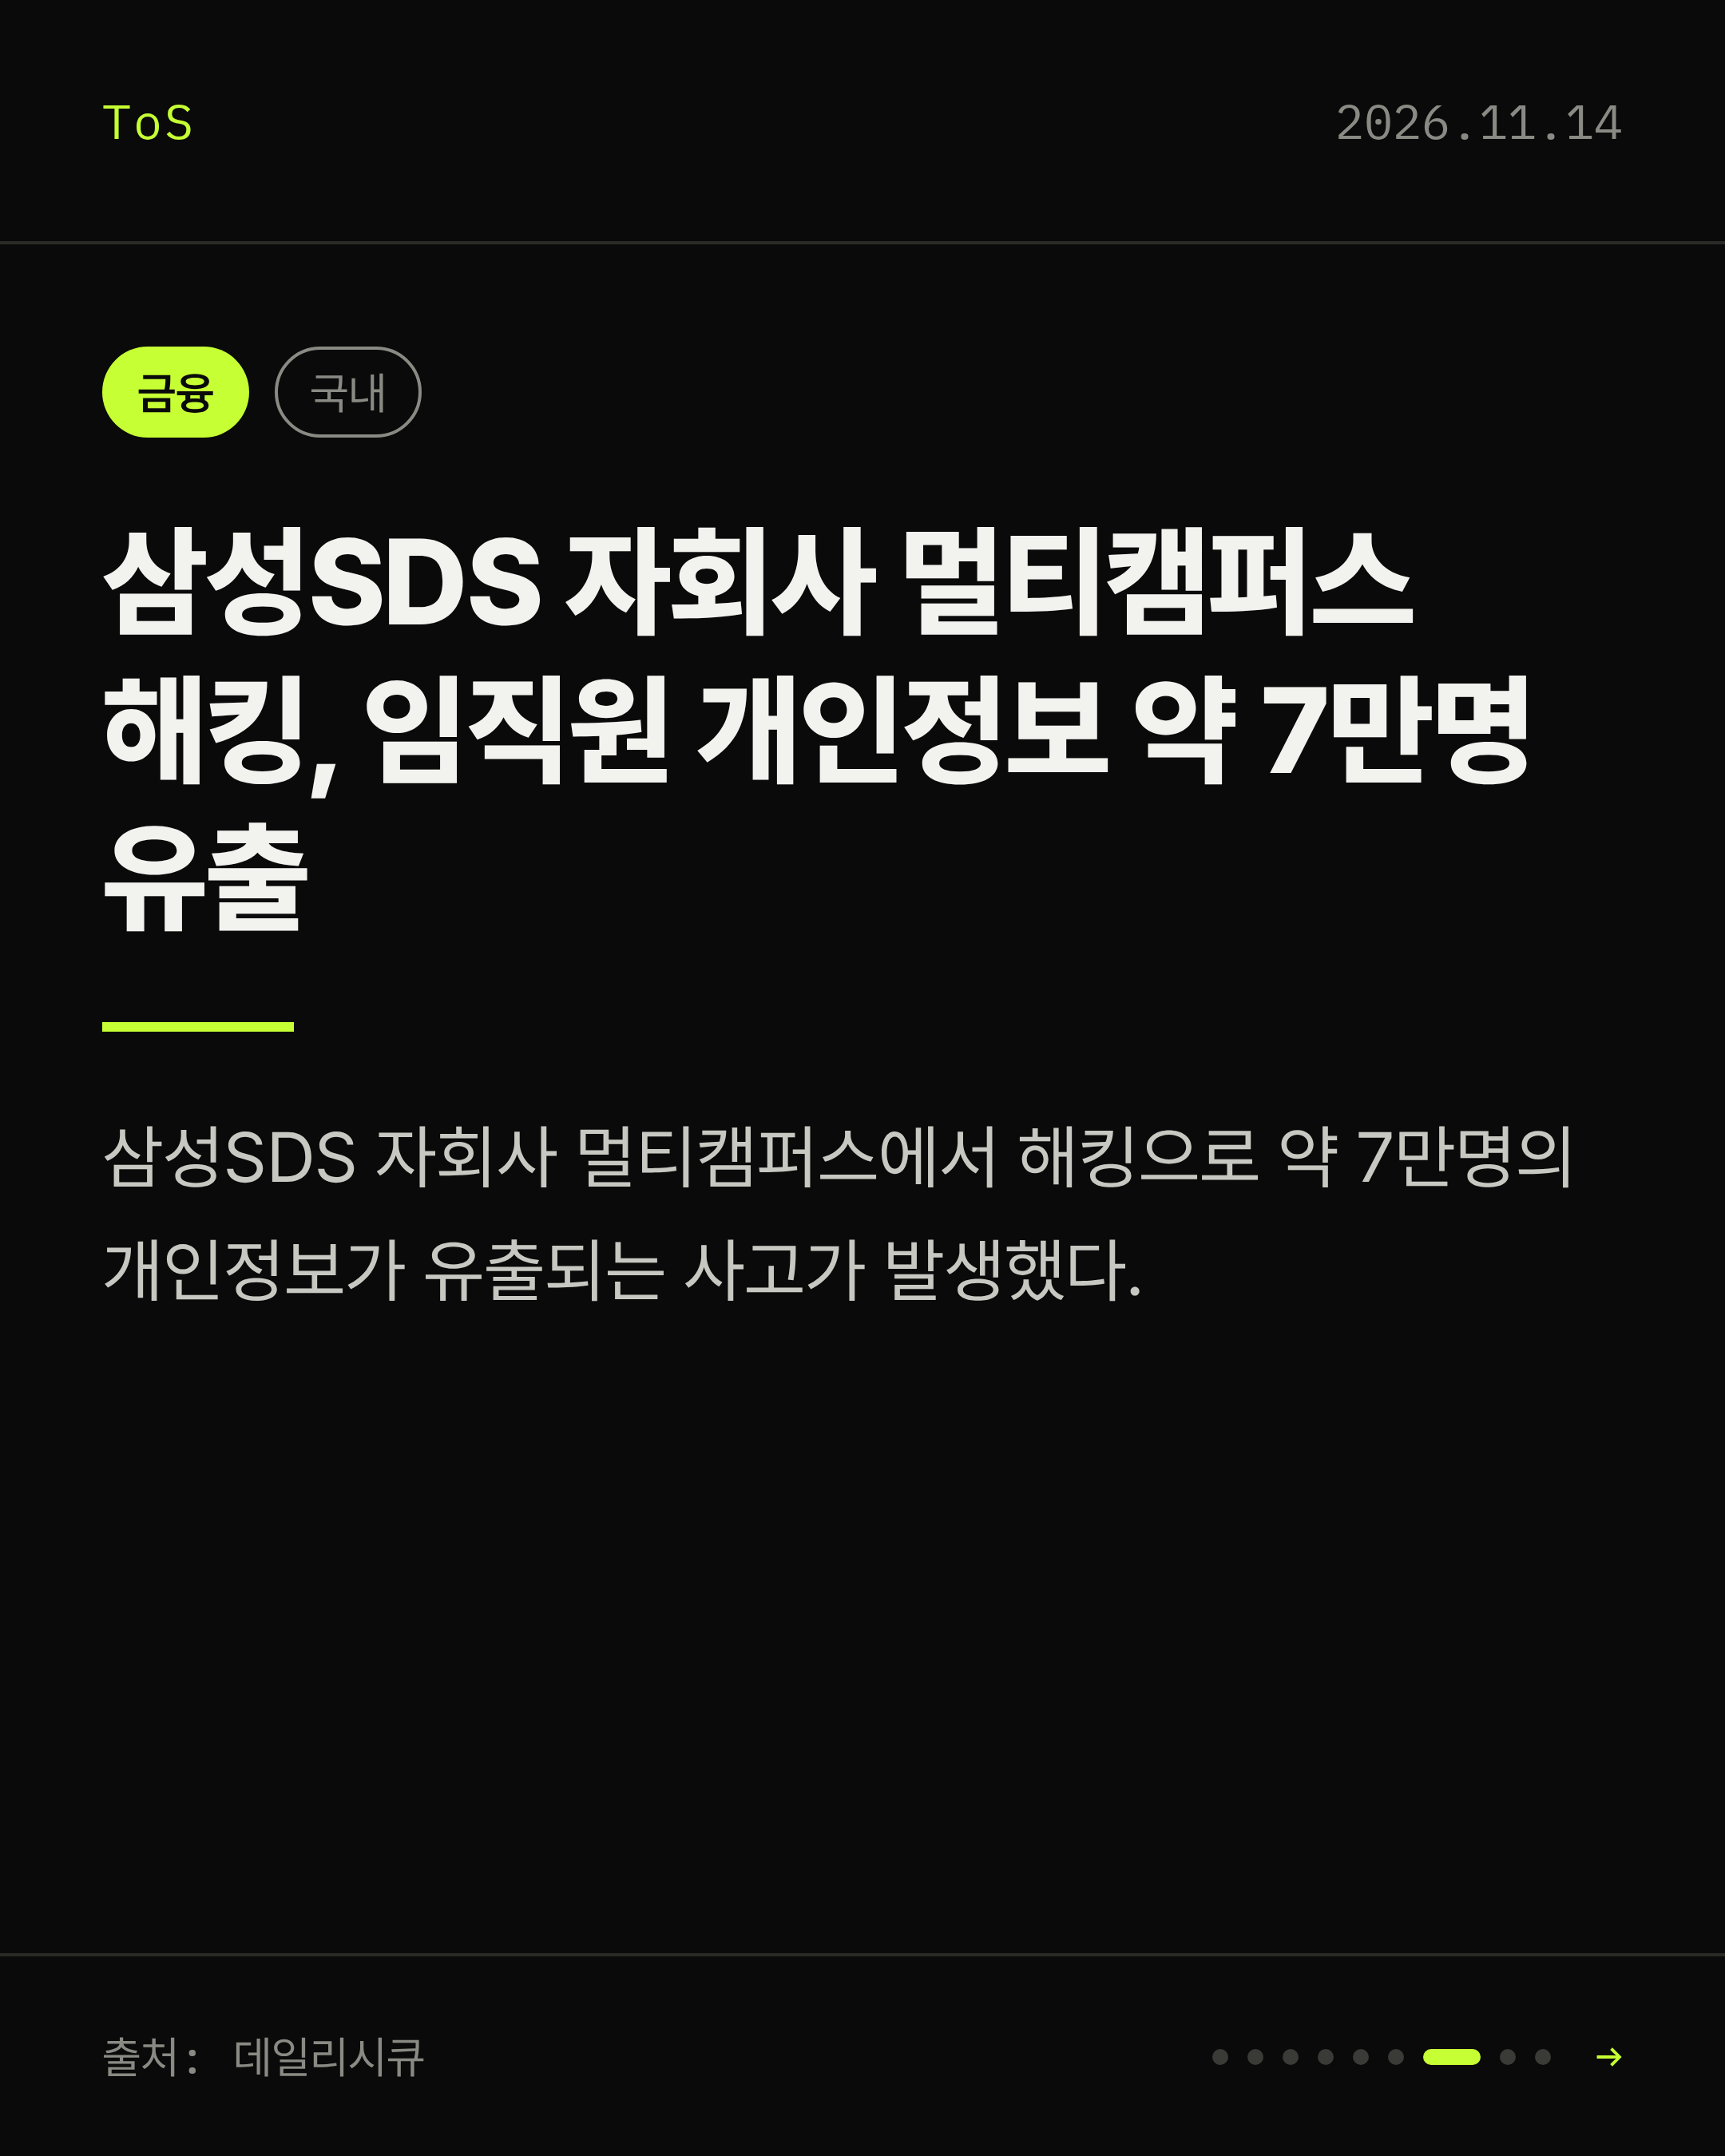 ToS
2026.11.14
금융
국내
삼성SDS 자회사 멀티캠퍼스
해킹, 임직원 개인정보 약 7만명
유출
삼성SDS 자회사 멀티캠퍼스에서 해킹으로 약 7만명의
개인정보가 유출되는 사고가 발생했다.
출처: 데일리시큐
→